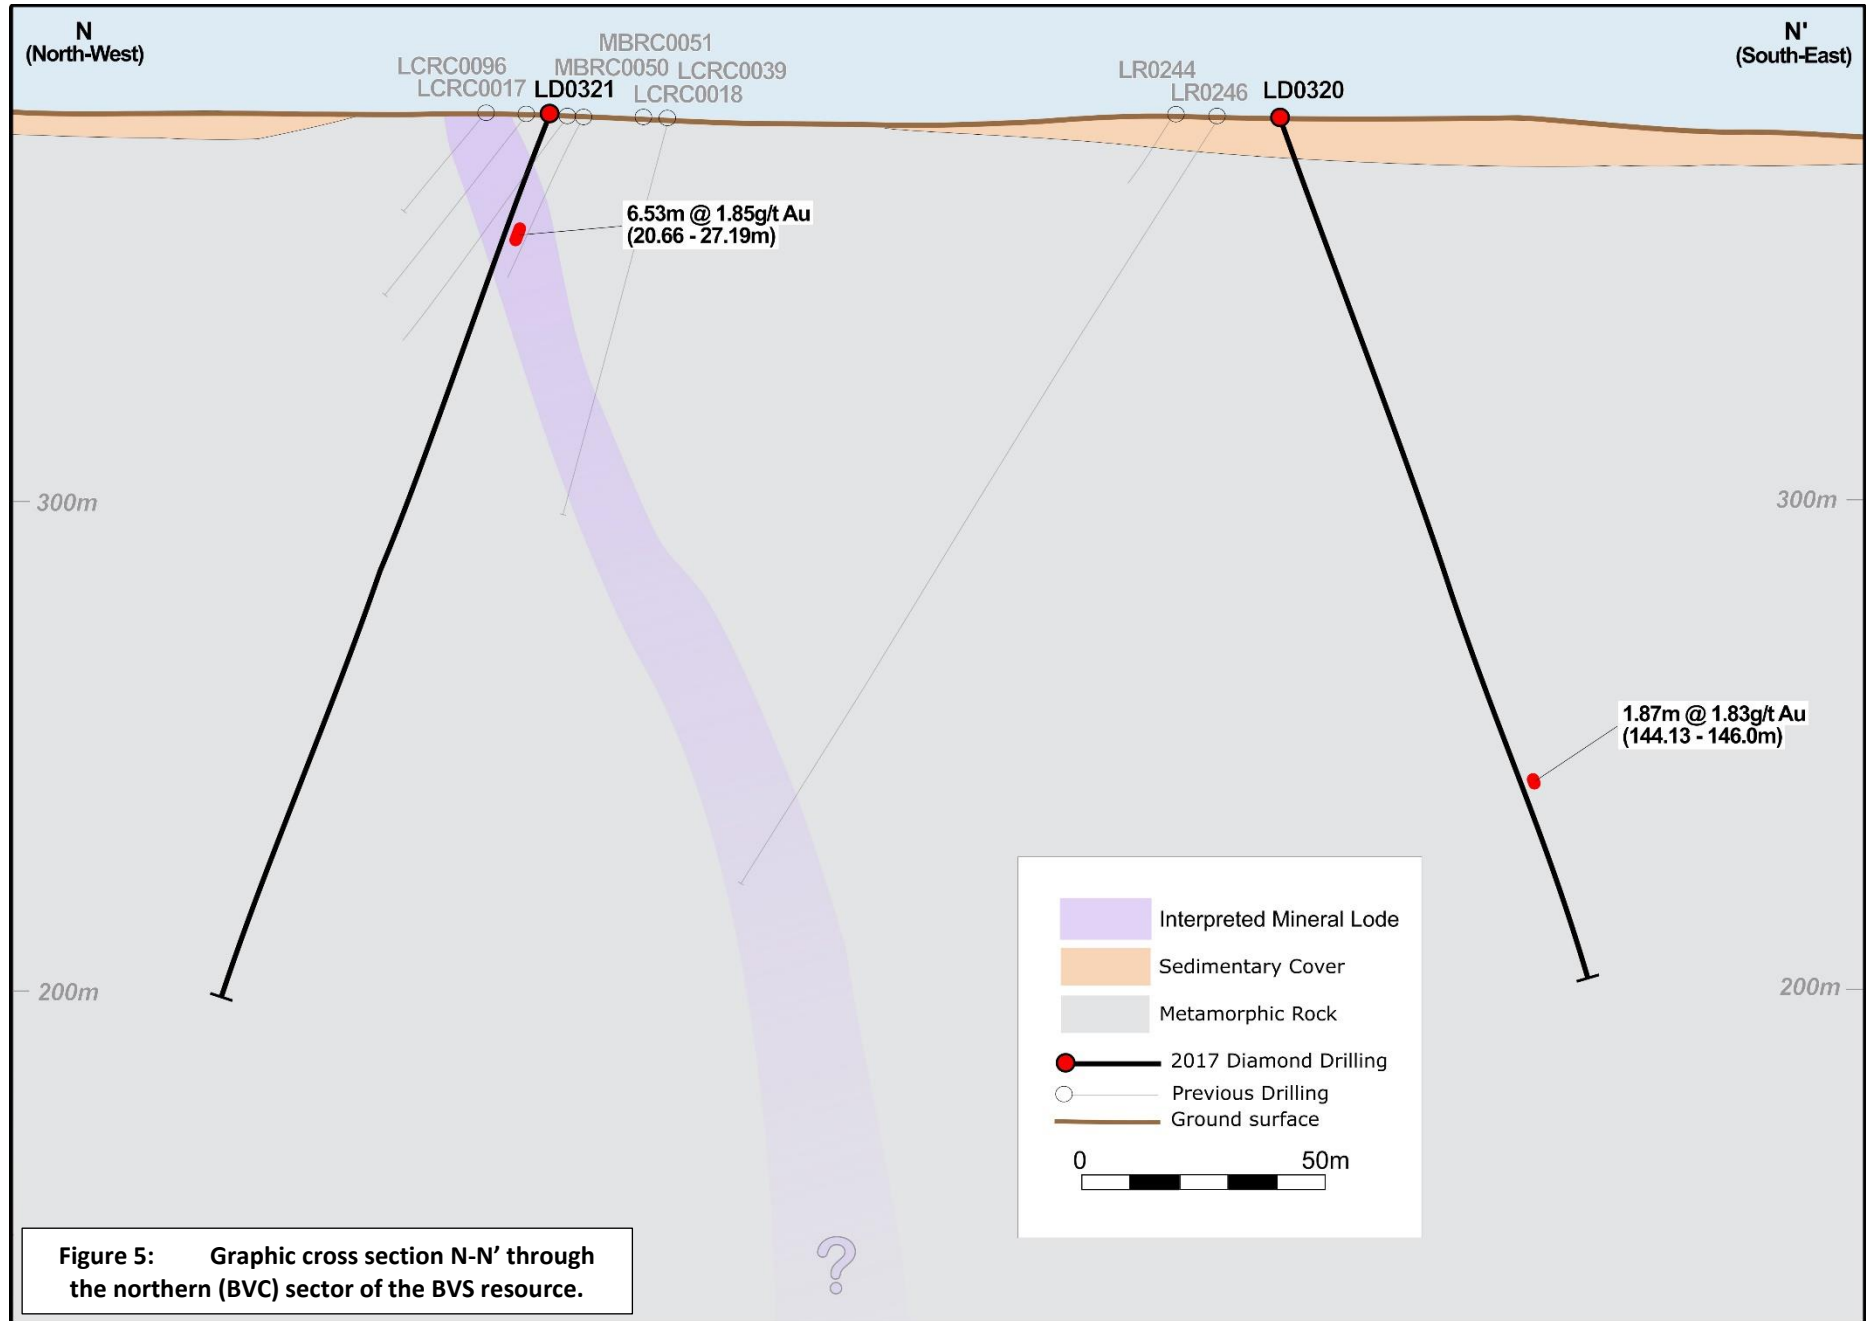 N
(North-West)
N'
(South-East)
MBRC0051
LCRC0096
MBRC0050
LCRC0039
LCRC0017
LD0321
LCRC0018
LR0244
LR0246
LD0320
6.53m @ 1.85g/t Au
(20.66 - 27.19m)
300m
300m
1.87m @ 1.83g/t Au
(144.13 - 146.0m)
200m
200m
Interpreted Mineral Lode
Sedimentary Cover
Metamorphic Rock
2017 Diamond Drilling
Previous Drilling
Ground surface
0 50m
?
Figure 5: Graphic cross section N-N’ through
the northern (BVC) sector of the BVS resource.